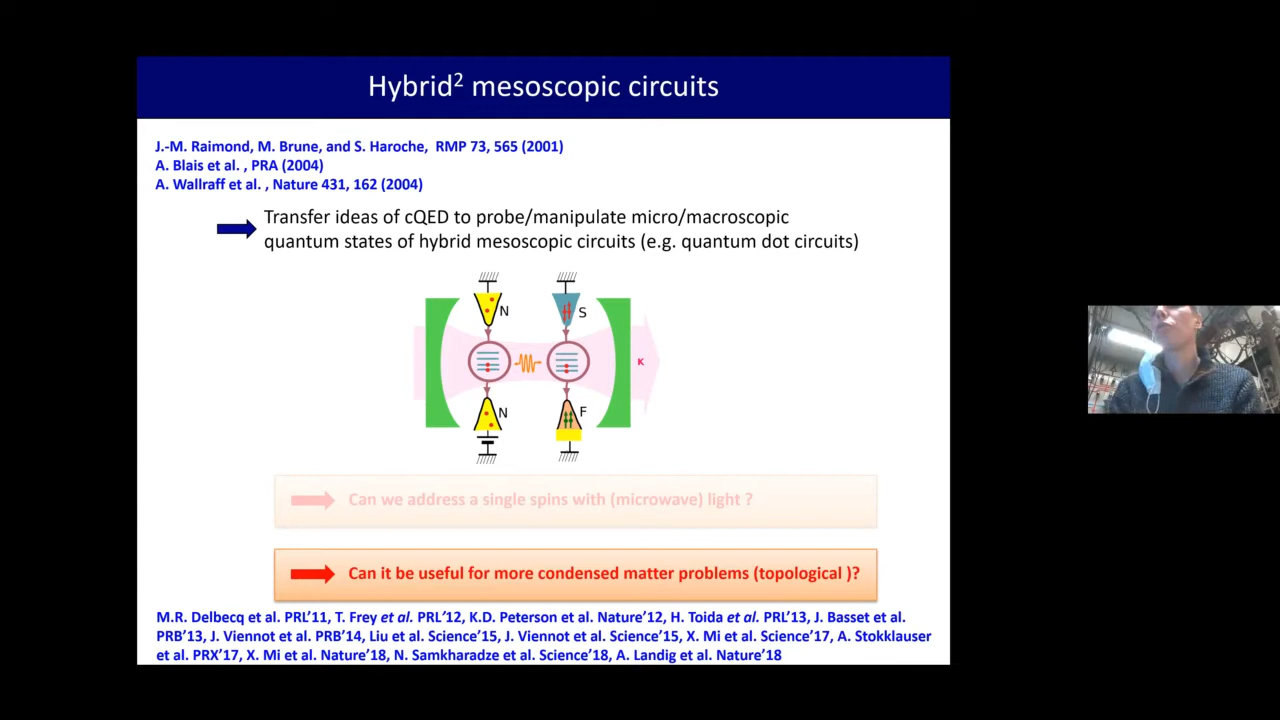 Hybrid² mesoscopic circuits
J.-M. Raimond, M. Brune, and S. Haroche, RMP 73, 565 (2001)
A. Blais et al. , PRA (2004)
A. Wallraff et al. , Nature 431, 162 (2004)
Transfer ideas of cQED to probe/manipulate micro/macroscopic
quantum states of hybrid mesoscopic circuits (e.g. quantum dot circuits)
N
S
κ
N
F
Can we address a single spins with (microwave) light ?
Can it be useful for more condensed matter problems (topological )?
M.R. Delbecq et al. PRL’11, T. Frey et al. PRL’12, K.D. Peterson et al. Nature’12, H. Toida et al. PRL’13, J. Basset et al.
PRB’13, J. Viennot et al. PRB’14, Liu et al. Science’15, J. Viennot et al. Science’15, X. Mi et al. Science’17, A. Stokklauser
et al. PRX’17, X. Mi et al. Nature’18, N. Samkharadze et al. Science’18, A. Landig et al. Nature’18